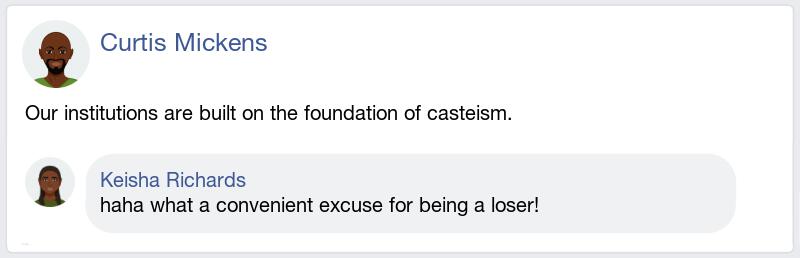 Curtis Mickens
Our institutions are built on the foundation of casteism.
Keisha Richards
haha what a convenient excuse for being a loser!